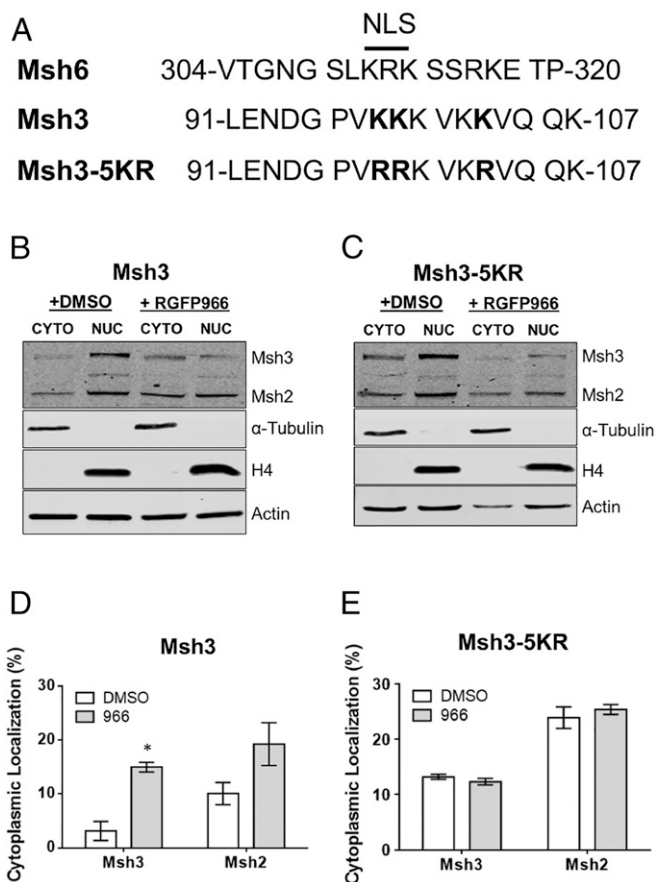 A
NLS
Msh6 304-VTGNG SLKRK SSRKE TP-320
Msh3 91-LENDG PVKKK VKKVQ QK-107
Msh3-5KR 91-LENDG PVRRK VKRVQ QK-107
B
Msh3
+DMSO + RGFP966
CYTO NUC CYTO NUC
Msh3
Msh2
α-Tubulin
H4
Actin
C
Msh3-5KR
+DMSO + RGFP966
CYTO NUC CYTO NUC
Msh3
Msh2
α-Tubulin
H4
Actin
D
Msh3
Cytoplasmic Localization (%)
30
20
10
0
DMSO
966
*
Msh3 Msh2
E
Msh3-5KR
Cytoplasmic Localization (%)
30
20
10
0
DMSO
966
Msh3 Msh2